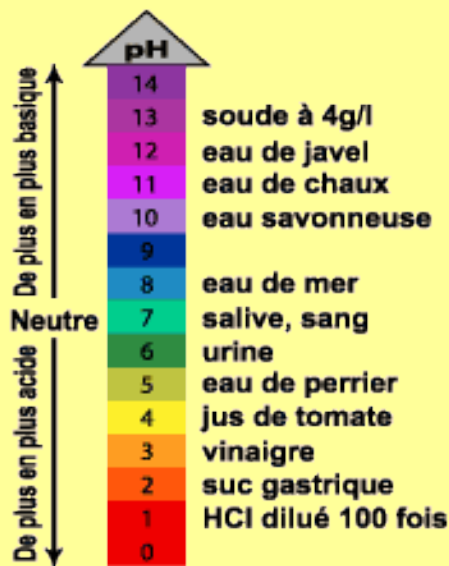 pH
14
13 soude à 4g/l
12 eau de javel
11 eau de chaux
10 eau savonneuse
9
8 eau de mer
Neutre 7 salive, sang
6 urine
5 eau de perrier
4 jus de tomate
3 vinaigre
2 suc gastrique
1 HCl dilué 100 fois
0
De plus en plus basique
De plus en plus acide